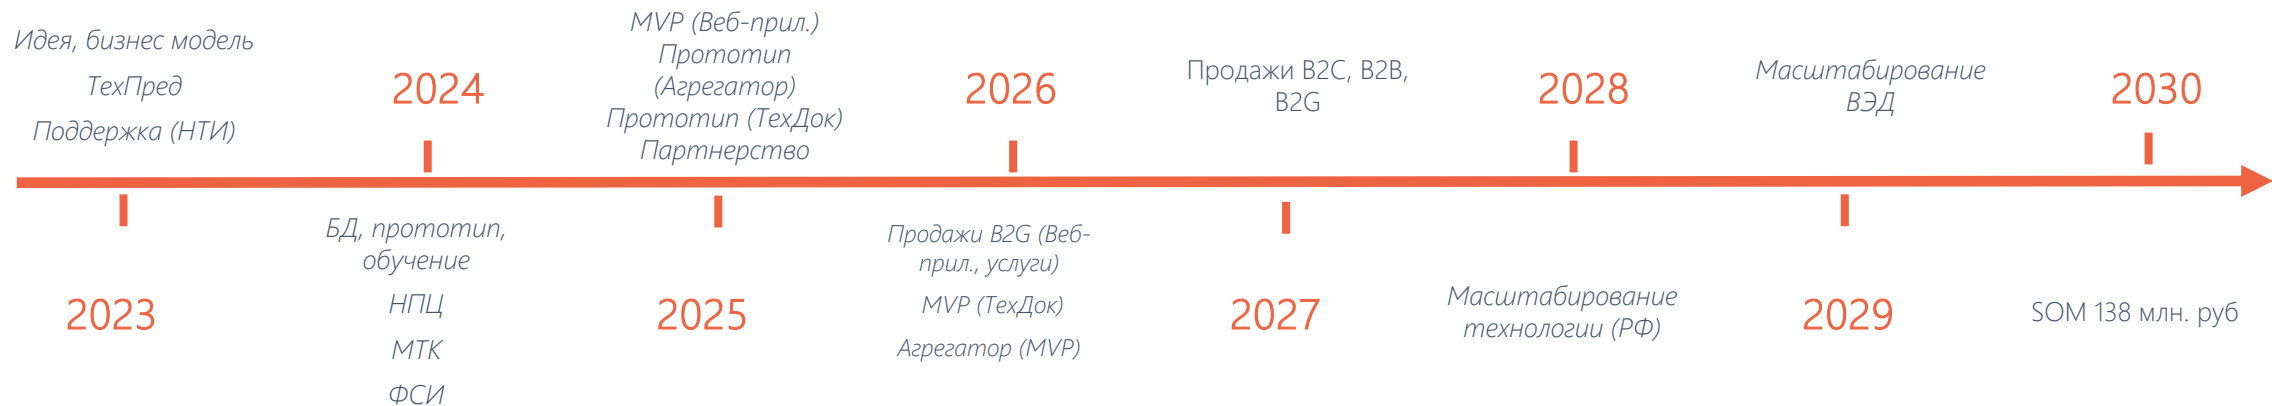 Идея, бизнес модель
ТехПред
Поддержка (НТИ)
2023
2024
БД, прототип,
обучение
НПЦ
МТК
ФСИ
MVP (Веб-прил.)
Прототип
(Агрегатор)
Прототип (ТехДок)
Партнерство
2025
2026
Продажи B2G (Веб-
прил., услуги)
MVP (ТехДок)
Агрегатор (MVP)
Продажи B2C, B2B,
B2G
2027
2028
Масштабирование
технологии (РФ)
Масштабирование
ВЭД
2029
2030
SOM 138 млн. руб